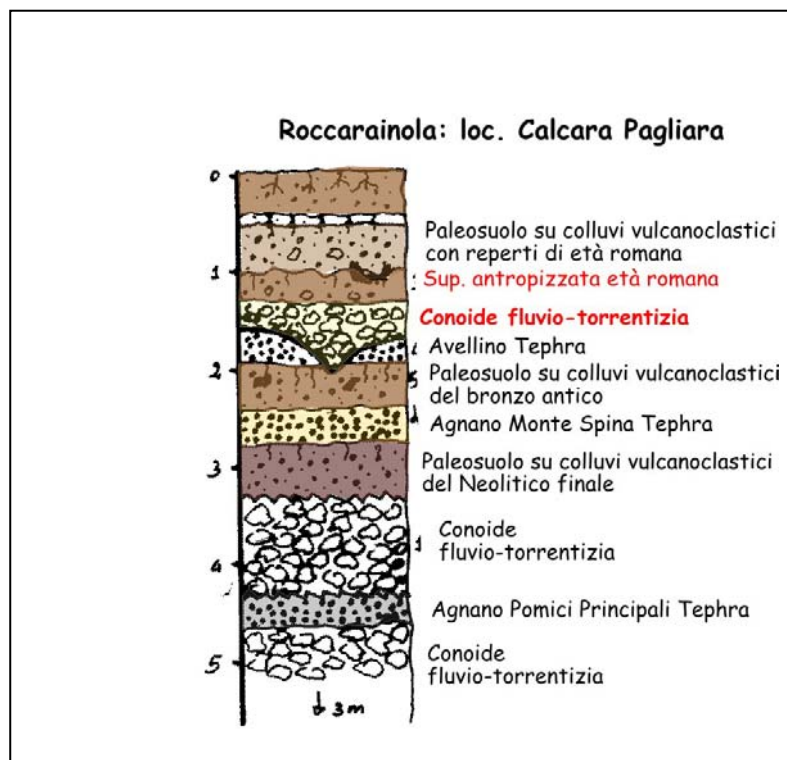 Roccarainola: loc. Calcara Pagliara
0
Paleosuolo su colluvi vulcanoclastici
con reperti di età romana
1
Sup. antropizzata età romana
Conoide fluvio-torrentizia
Avellino Tephra
2
Paleosuolo su colluvi vulcanoclastici
del bronzo antico
Agnano Monte Spina Tephra
3
Paleosuolo su colluvi vulcanoclastici
del Neolitico finale
Conoide
fluvio-torrentizia
4
Agnano Pomici Principali Tephra
5
Conoide
fluvio-torrentizia
3 m